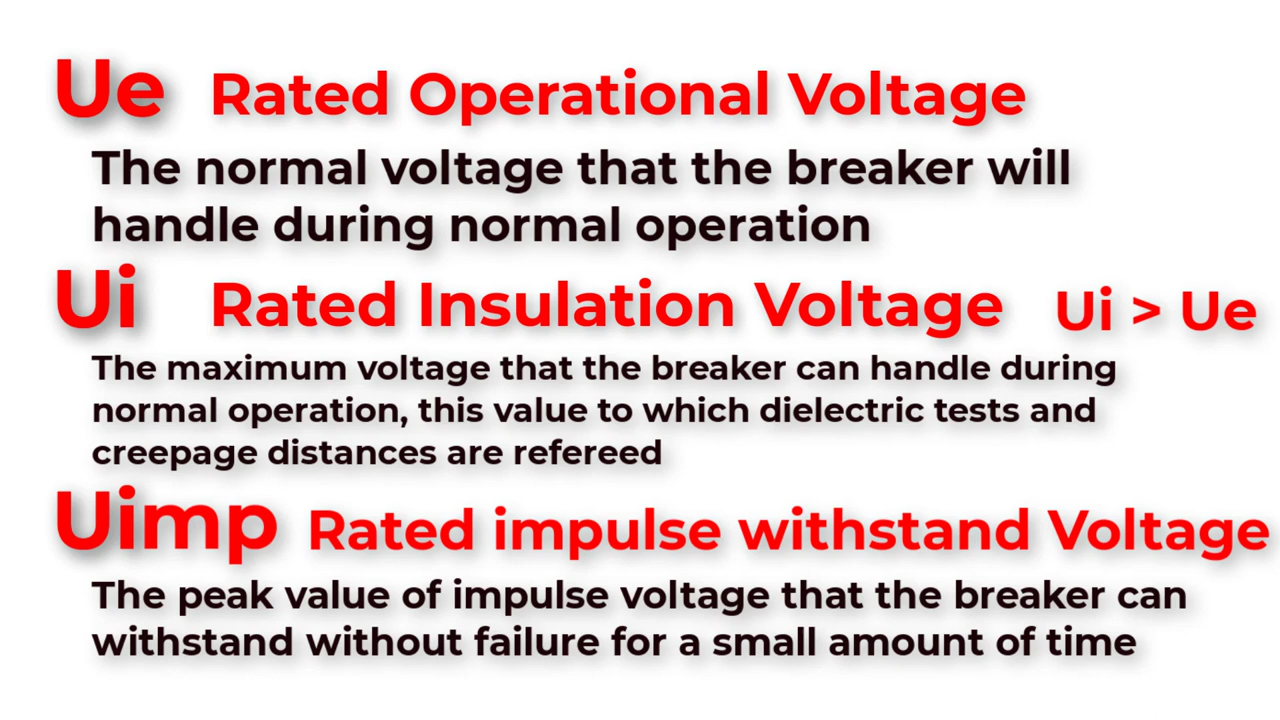 Ue Rated Operational Voltage
The normal voltage that the breaker will
handle during normal operation
Ui Rated Insulation Voltage Ui > Ue
The maximum voltage that the breaker can handle during
normal operation, this value to which dielectric tests and
creepage distances are refereed
Uimp Rated impulse withstand Voltage
The peak value of impulse voltage that the breaker can
withstand without failure for a small amount of time